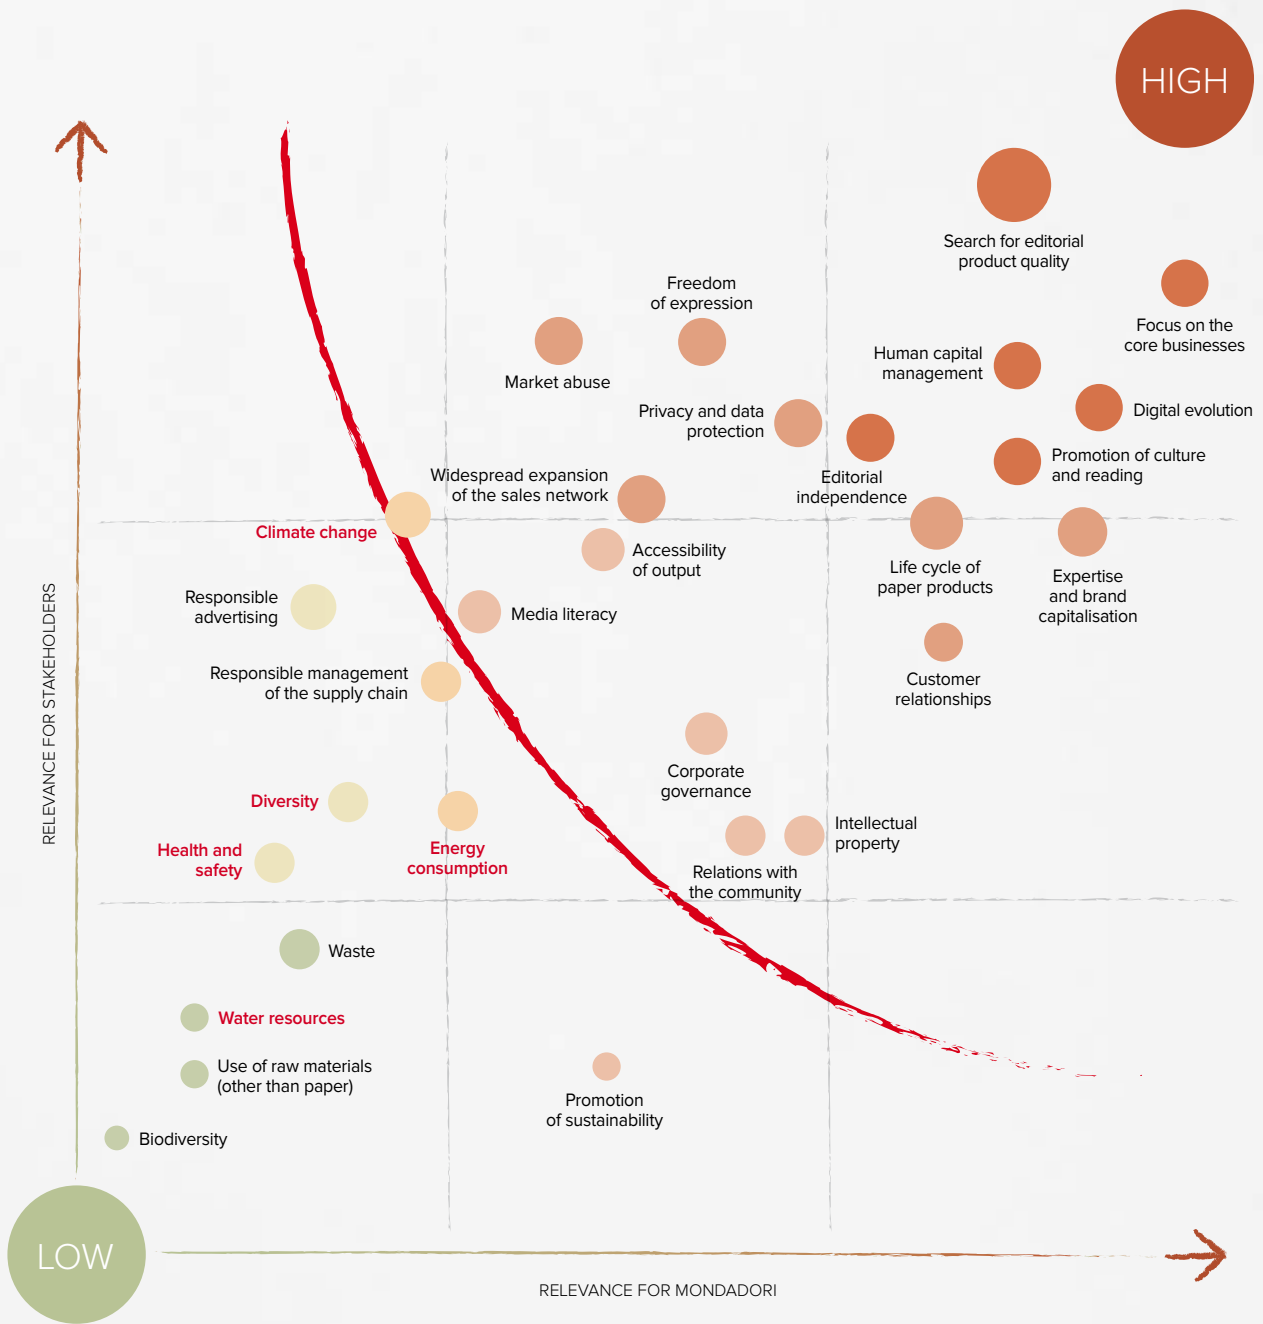 HIGH
Search for editorial
product quality
Freedom
of expression
Focus on the
core businesses
Human capital
management
Market abuse
Digital evolution
Privacy and data
protection
Promotion of culture
and reading
Editorial
independence
Widespread expansion
of the sales network
Climate change
Accessibility
of output
Life cycle of
paper products
Expertise
and brand
capitalisation
Responsible
advertising
Media literacy
Responsible management
of the supply chain
Customer
relationships
RELEVANCE FOR STAKEHOLDERS
Corporate
governance
Diversity
Intellectual
property
Energy
consumption
Health and
safety
Relations with
the community
Waste
Water resources
Use of raw materials
(other than paper)
Promotion
of sustainability
Biodiversity
LOW
RELEVANCE FOR MONDADORI